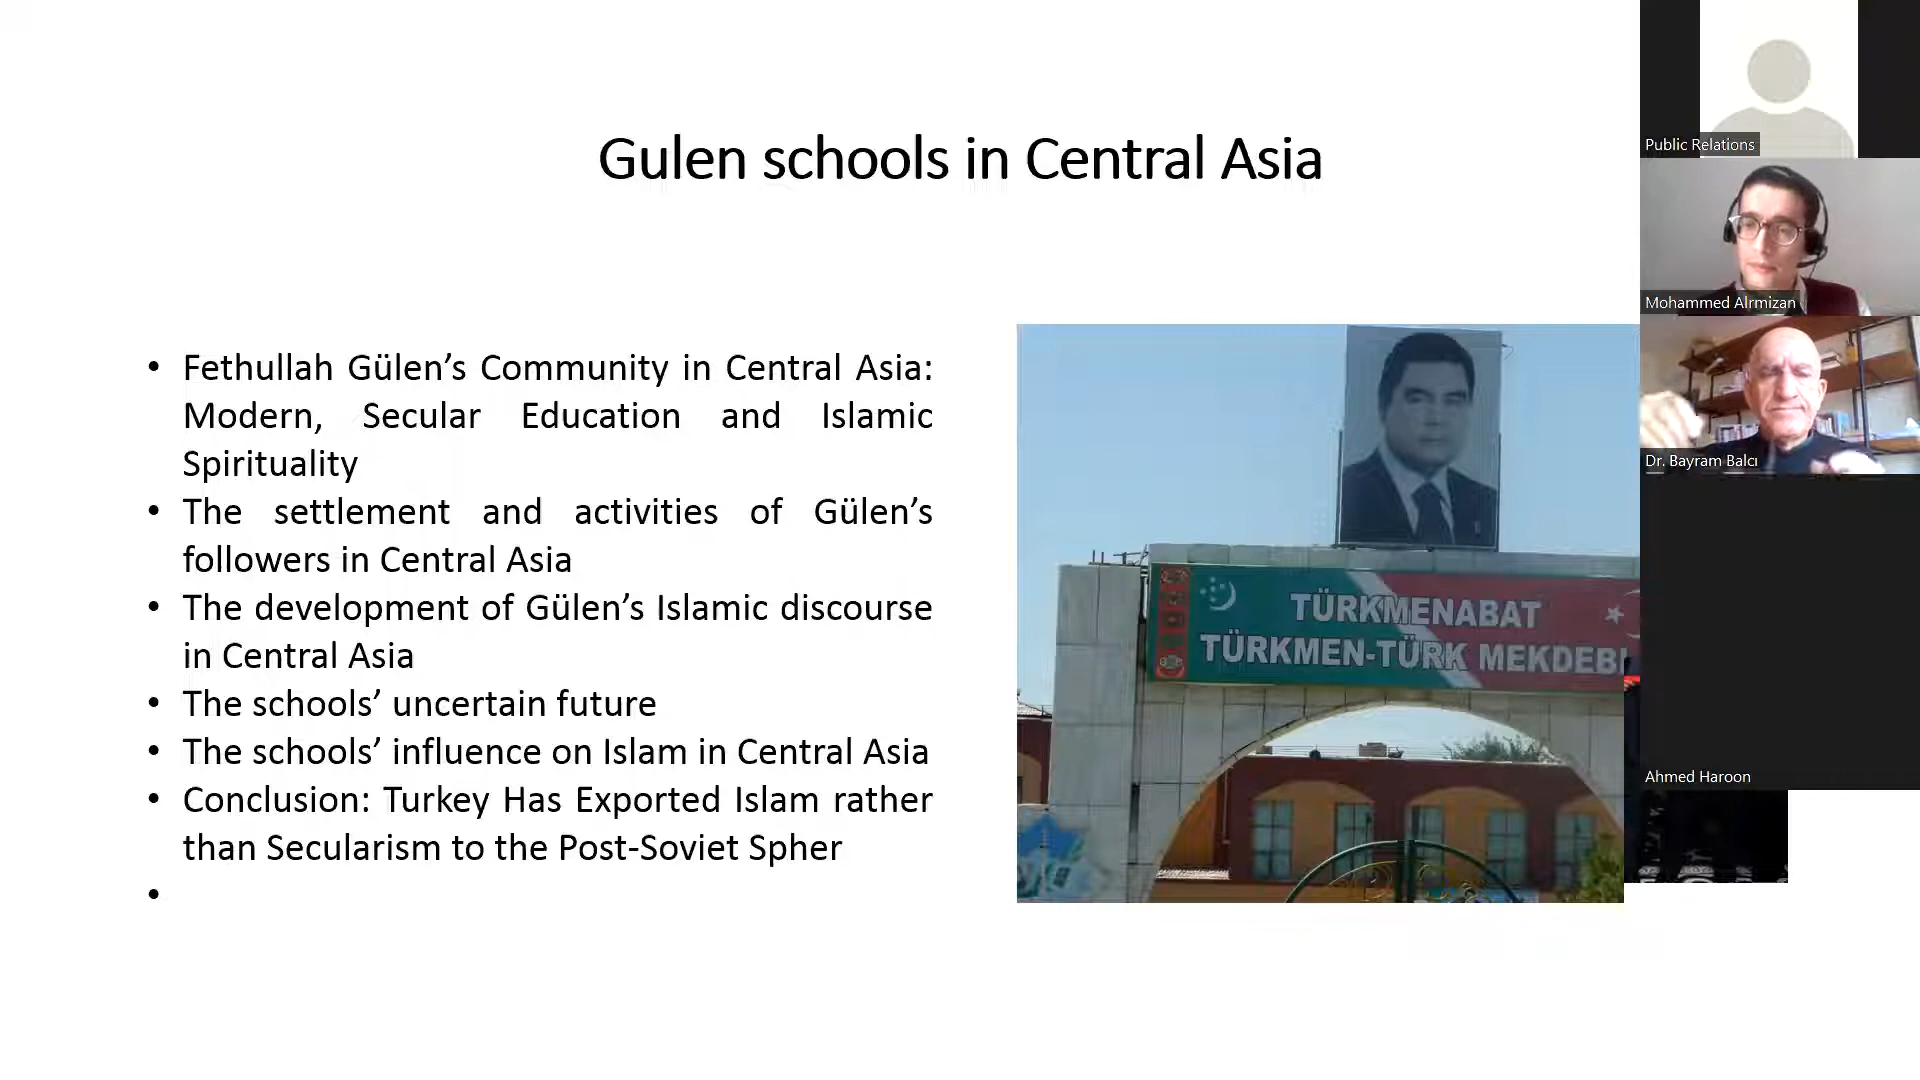 Gulen schools in Central Asia
• Fethullah Gülen’s Community in Central Asia:
Modern, Secular Education and Islamic
Spirituality
• The settlement and activities of Gülen’s
followers in Central Asia
• The development of Gülen’s Islamic discourse
in Central Asia
• The schools’ uncertain future
• The schools’ influence on Islam in Central Asia
• Conclusion: Turkey Has Exported Islam rather
than Secularism to the Post-Soviet Spher
•
TÜRKMENABAT
TÜRKMEN-TÜRK MEKDEBI
Public Relations
Mohammed Alrmizan
Dr. Bayram Balcı
Ahmed Haroon